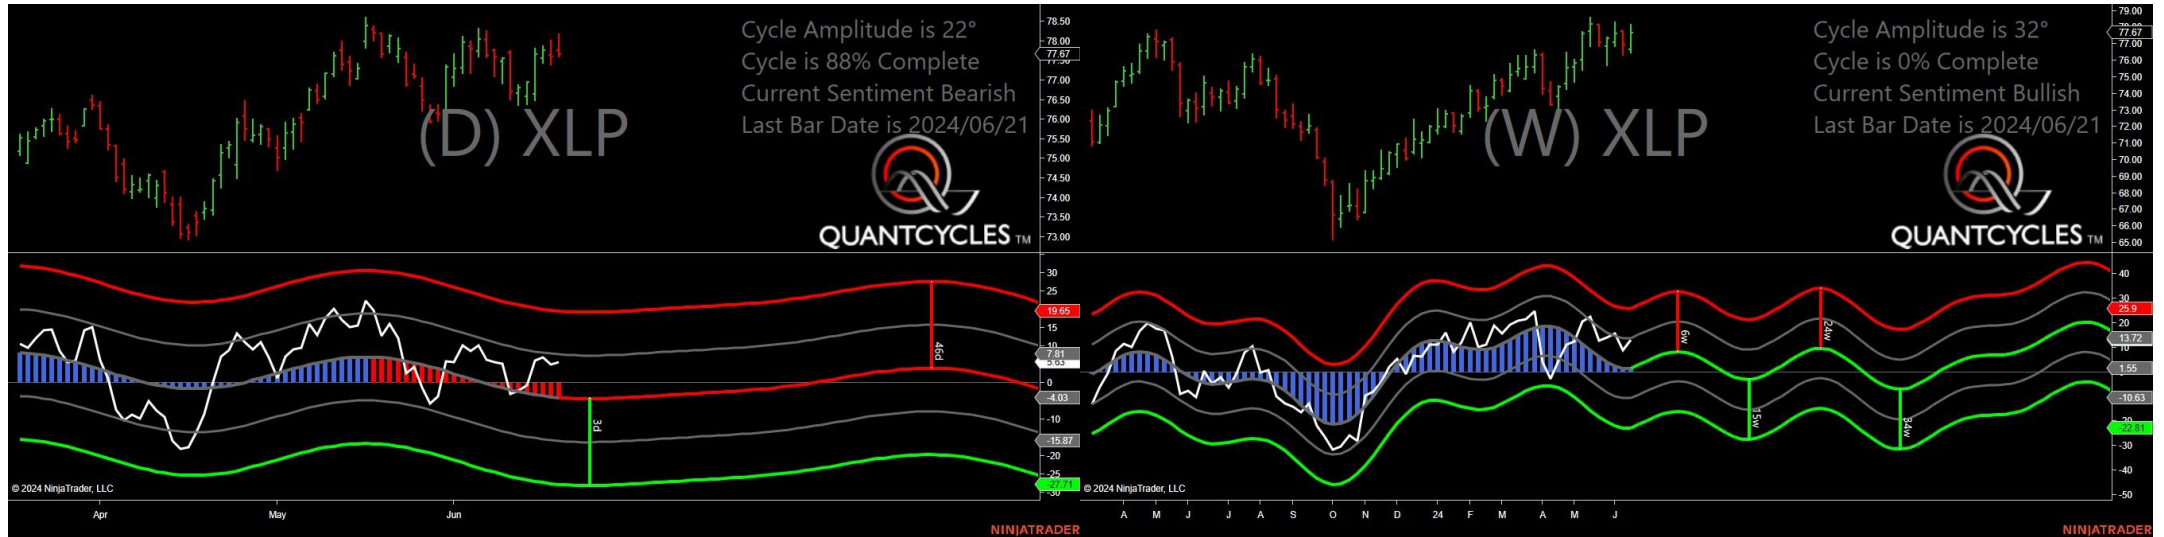 Cycle Amplitude is 22°
Cycle is 88% Complete
Current Sentiment Bearish
Last Bar Date is 2024/06/21
(D) XLP
QUANTCYCLES TM
78.50
78.00
77.67
77.00
76.50
76.00
75.50
75.00
74.50
74.00
73.50
73.00
30
25
19.65
15
10
7.81
0
-4.03
-10
-15.87
-20
-25
-27.71
-30
46d
3d
© 2024 NinjaTrader, LLC
Apr May Jun
NINJATRADER
Cycle Amplitude is 32°
Cycle is 0% Complete
Current Sentiment Bullish
Last Bar Date is 2024/06/21
(W) XLP
QUANTCYCLES TM
79.00
77.67
77.00
76.00
75.00
74.00
73.00
72.00
71.00
70.00
69.00
68.00
67.00
66.00
65.00
40
30
25.9
20
13.72
10
1.55
-10.63
-22.81
-30
-40
-50
6w
24w
15w
34w
© 2024 NinjaTrader, LLC
A M J J A S O N D 24 F M A M J
NINJATRADER